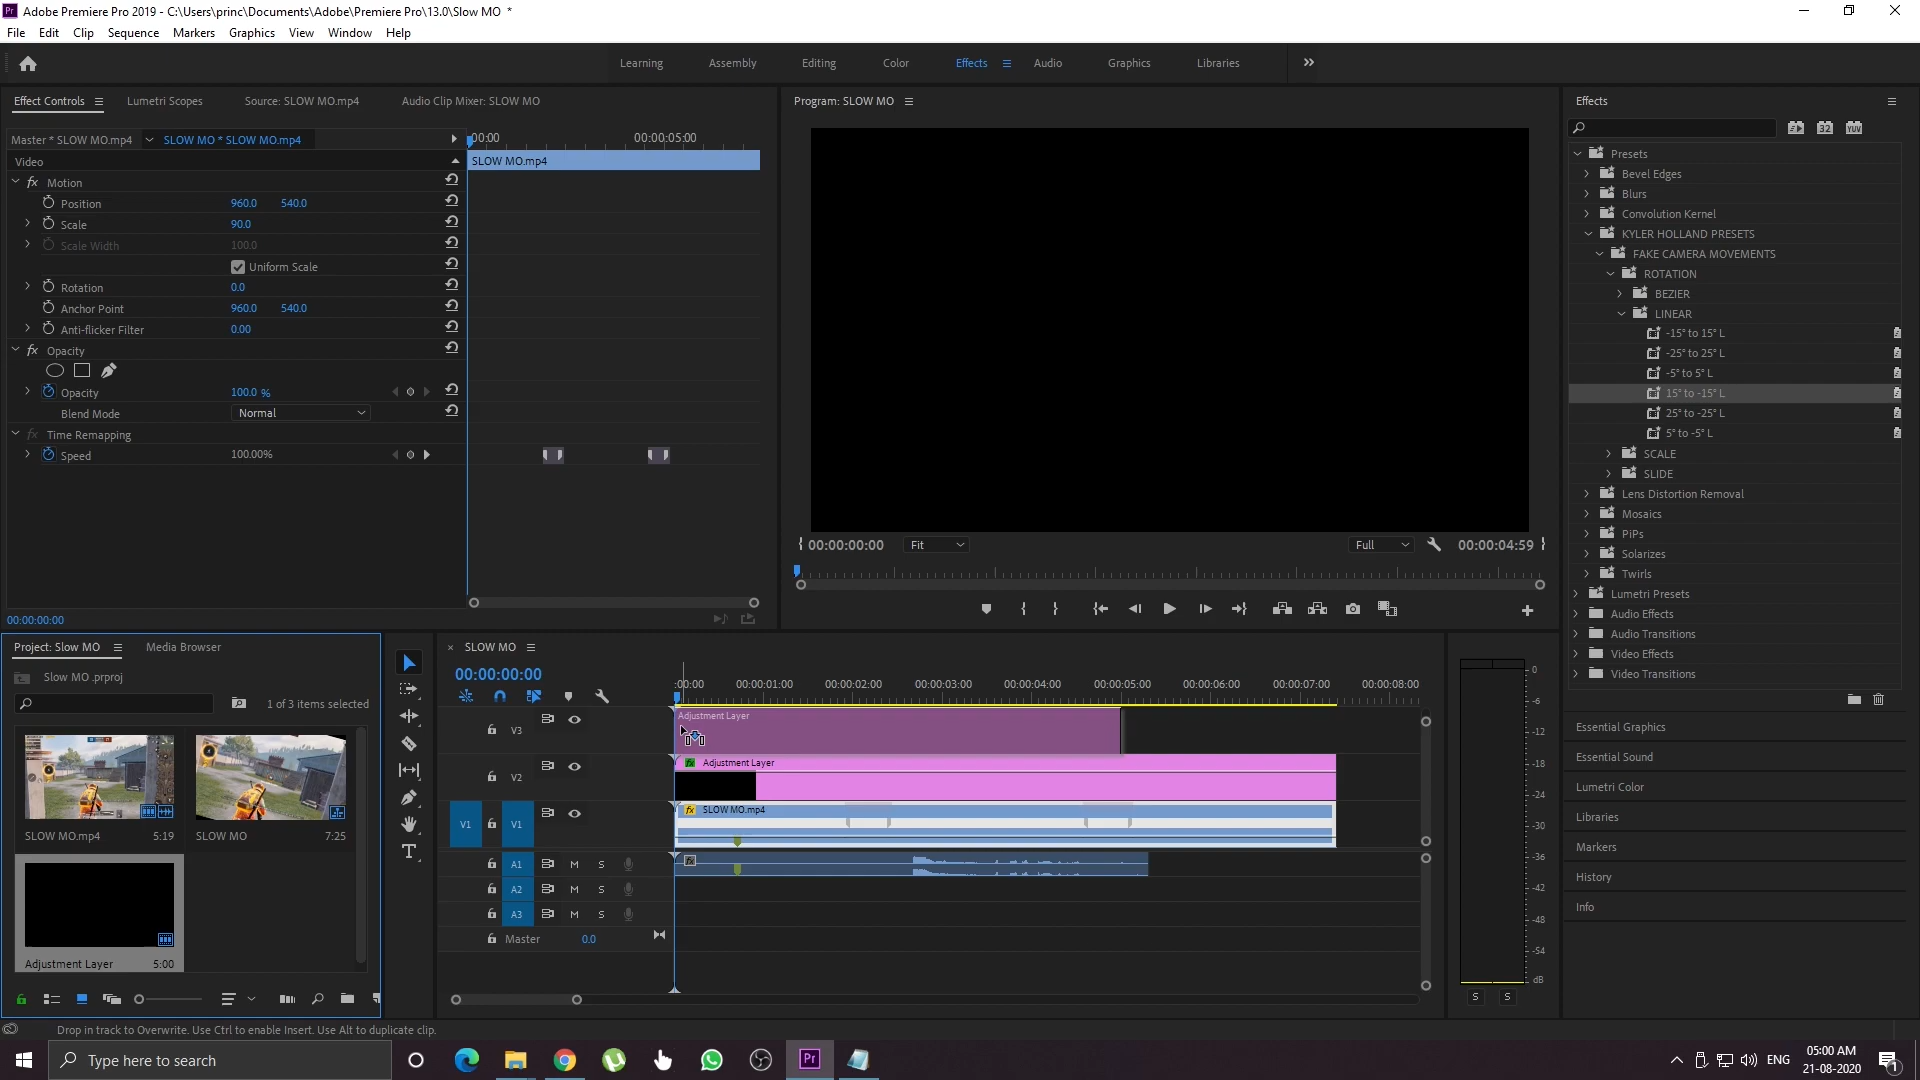 Adobe Premiere Pro 2019 - C:\Users\princ\Documents\Adobe\Premiere Pro\13.0\Slow MO *
File Edit Clip Sequence Markers Graphics View Window Help
Learning Assembly Editing Color Effects Audio Graphics Libraries
Effect Controls Lumetri Scopes Source: SLOW MO.mp4 Audio Clip Mixer: SLOW MO
Master * SLOW MO.mp4 SLOW MO * SLOW MO.mp4
:00:00 00:00:05:00
Video
SLOW MO.mp4
Motion
Position 960.0 540.0
Scale 90.0
Scale Width 100.0
Uniform Scale
Rotation 0.0
Anchor Point 960.0 540.0
Anti-flicker Filter 0.00
Opacity
Opacity 100.0 %
Blend Mode Normal
Time Remapping
Speed 100.00%
00:00:00:00
Program: SLOW MO
00:00:00:00 Fit Full 00:00:04:59
Effects
32 YUV
Presets
Bevel Edges
Blurs
Convolution Kernel
KYLER HOLLAND PRESETS
FAKE CAMERA MOVEMENTS
ROTATION
BEZIER
LINEAR
-15° to 15° L
-25° to 25° L
-5° to 5° L
15° to -15° L
25° to -25° L
5° to -5° L
SCALE
SLIDE
Lens Distortion Removal
Mosaics
PiPs
Solarizes
Twirls
Lumetri Presets
Audio Effects
Audio Transitions
Video Effects
Video Transitions
Essential Graphics
Essential Sound
Lumetri Color
Libraries
Markers
History
Info
Project: Slow MO Media Browser
Slow MO .prproj
1 of 3 items selected
SLOW MO.mp4 5:19
SLOW MO 7:25
Adjustment Layer 5:00
SLOW MO
00:00:00:00
:00:00 00:00:01:00 00:00:02:00 00:00:03:00 00:00:04:00 00:00:05:00 00:00:06:00 00:00:07:00 00:00:08:00
V3 Adjustment Layer
V2 Adjustment Layer
V1 V1 SLOW MO.mp4
A1 M S
A2 M S
A3 M S
Master 0.0
0
-6
-12
-18
-24
-30
-36
-42
-48
-54
dB
S S
Drop in track to Overwrite. Use Ctrl to enable Insert. Use Alt to duplicate clip.
Type here to search
Pr
ENG
05:00 AM
21-08-2020
1